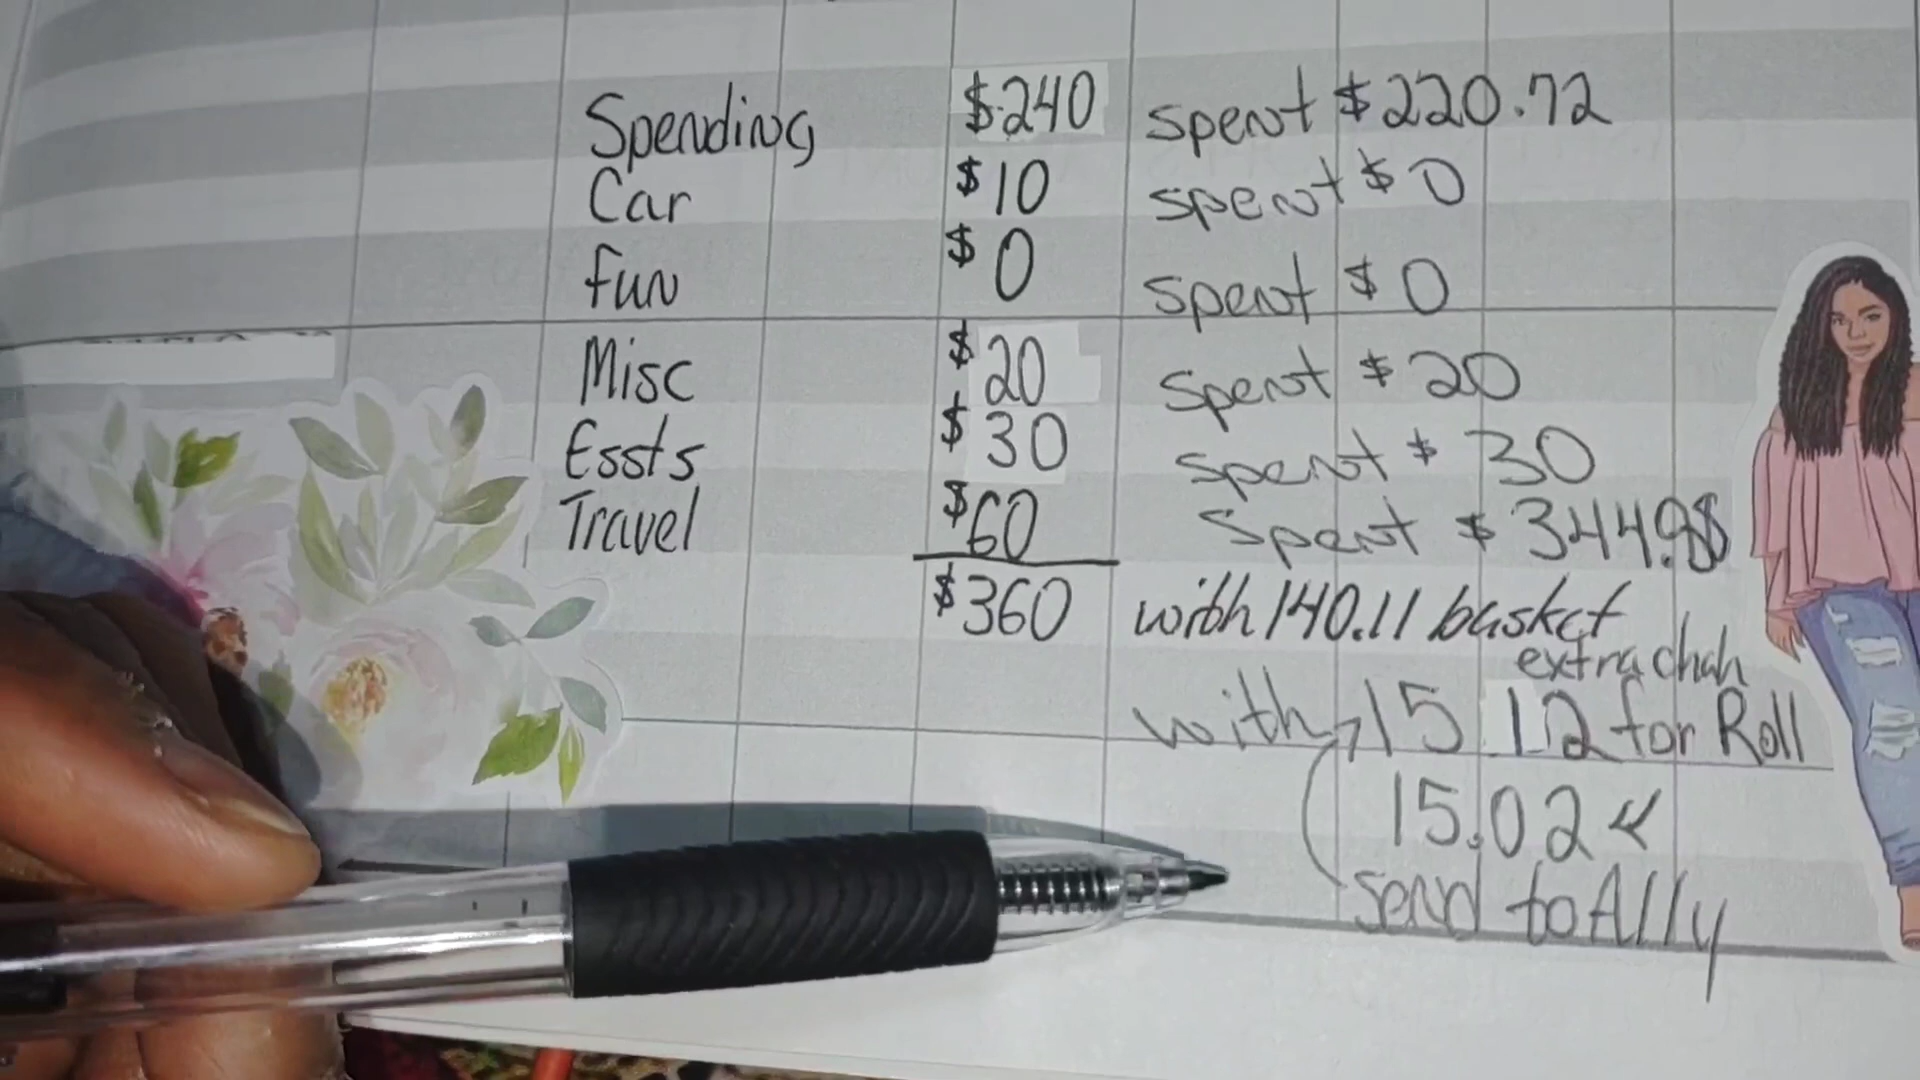 Spending $240 spent $220.72
Car $10 spent $0
fun $0 spent $0
Misc $20 spent $20
Essts $30 spent $30
Travel $60 spent $344.98
$360 with 140.11 basket
extra
with 15.12 for Roll
15.02 <<
send to Ally